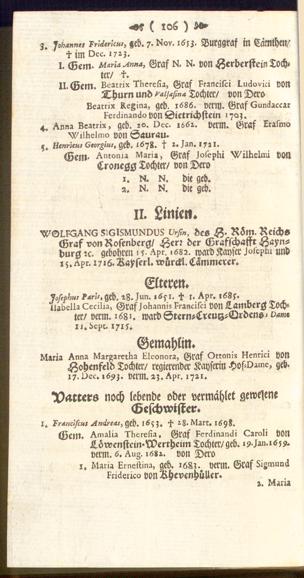 ( 106 )
3. Johannes Fridericus, geb. 7. Nov. 1653. Burggraf in Cärnthen/
† im Dec. 1723.
I. Gem. Maria Anna, Graf N. N. von Herberstein Toch-
ter/ †.
II. Gem. Beatrix Theresia, Graf Francisci Ludovici von
Thurn und Valsasina Tochter/ von Dero
Beatrix Regina, geb. 1686. verm. Graf Gundaccar
Ferdinando von Dietrichstein 1703.
4. Anna Beatrix, geb. 20. Dec. 1662. verm. Graf Erasmo
Wilhelmo von Saurau.
5. Henricus Georgius, geb. 1678. † 2. Jan. 1721.
Gem. Antonia Maria, Graf Josephi Wilhelmi von
Cronegg Tochter/ von Dero
1. N. N. die geb.
2. N. N. die geb.
II. Linien.
WOLFGANG SIGISMUNDUS Ursin, des H. Röm. Reichs
Graf von Rosenberg/ Herr der Grafschafft Hayn-
burg ꝛc. gebohren 15. Apr. 1682. ward Kayser Josephi und
15. Apr. 1716. Kayserl. würckl. Cämmerer.
Elteren.
Josephus Paris, geb. 28. Jun. 1651. † 1. Apr. 1685.
Isabella Cecilia, Graf Johannis Francisci von Lamberg Toch-
ter/ verm. 1681. ward Stern-Creutz-Ordens-Dame
11. Sept. 1715.
Gemahlin.
Maria Anna Margaretha Eleonora, Graf Ottonis Henrici von
Hohenfeld Tochter/ regierender Kayserin Hof-Dame, geb.
17. Dec. 1693. verm. 23. Apr. 1721.
Vatters noch lebende oder vermählet gewesene
Geschwister.
1. Franciscus Andreas, geb. 1653. † 28. Mart. 1698.
Gem. Amalia Theresia, Graf Ferdinandi Caroli von
Löwenstein-Wertheim Tochter/ geb. 19. Jan. 1659.
verm. 6. Aug. 1682. von Dero
1. Maria Ernestina, geb. 1683. verm. Graf Sigmund
Friderico von Khevenhüller.
2. Maria